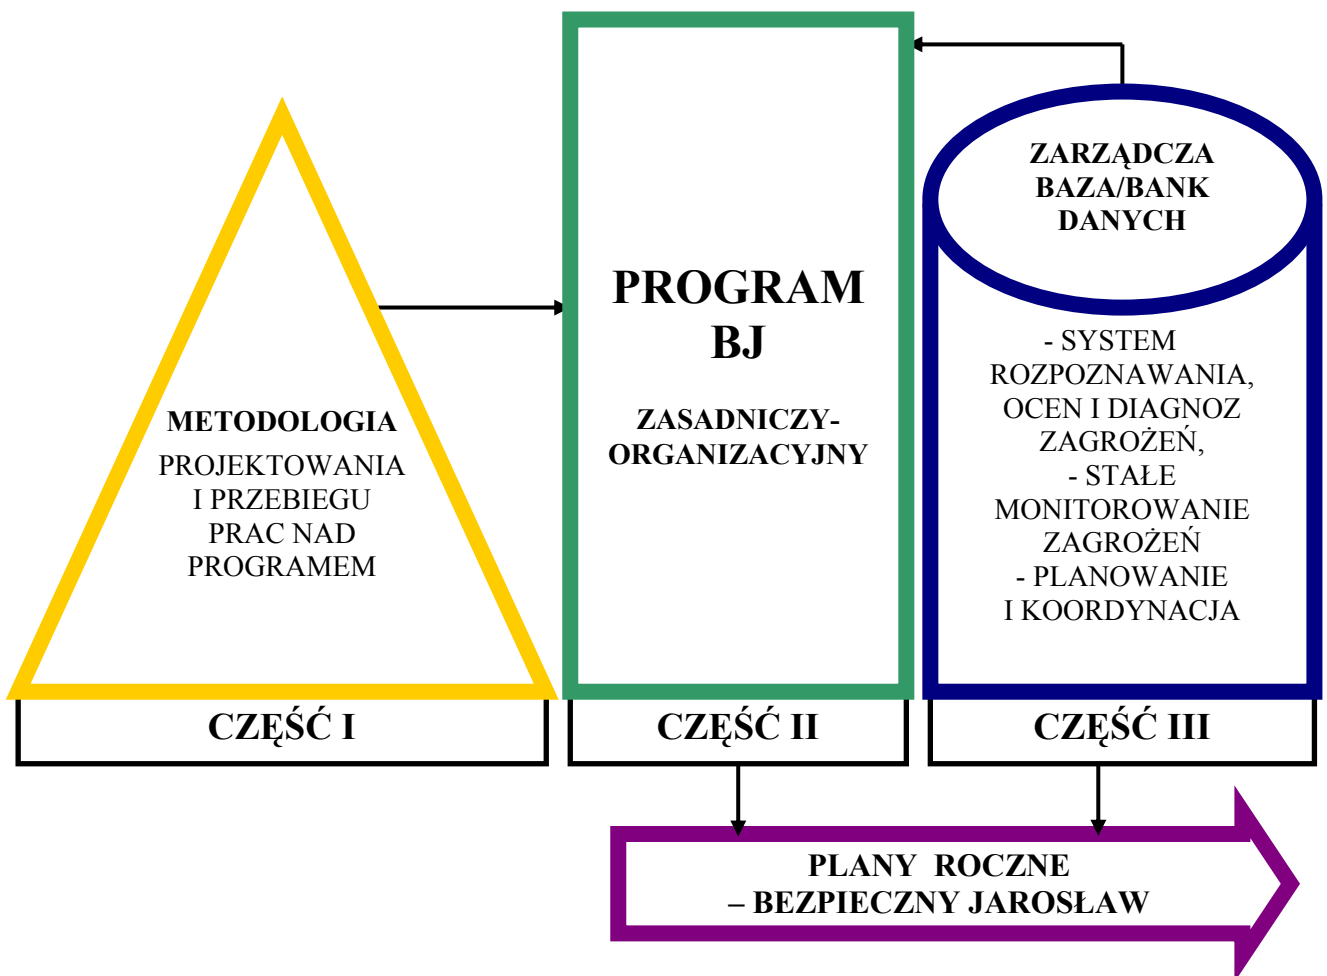 METODOLOGIA
PROJEKTOWANIA
I PRZEBIEGU
PRAC NAD
PROGRAMEM
CZĘŚĆ I
PROGRAM
BJ
ZASADNICZY-
ORGANIZACYJNY
CZĘŚĆ II
ZARZĄDCZA
BAZA/BANK
DANYCH
- SYSTEM
ROZPOZNAWANIA,
OCEN I DIAGNOZ
ZAGROŻEŃ,
- STAŁE
MONITOROWANIE
ZAGROŻEŃ
- PLANOWANIE
I KOORDYNACJA
CZĘŚĆ III
PLANY ROCZNE
– BEZPIECZNY JAROSŁAW